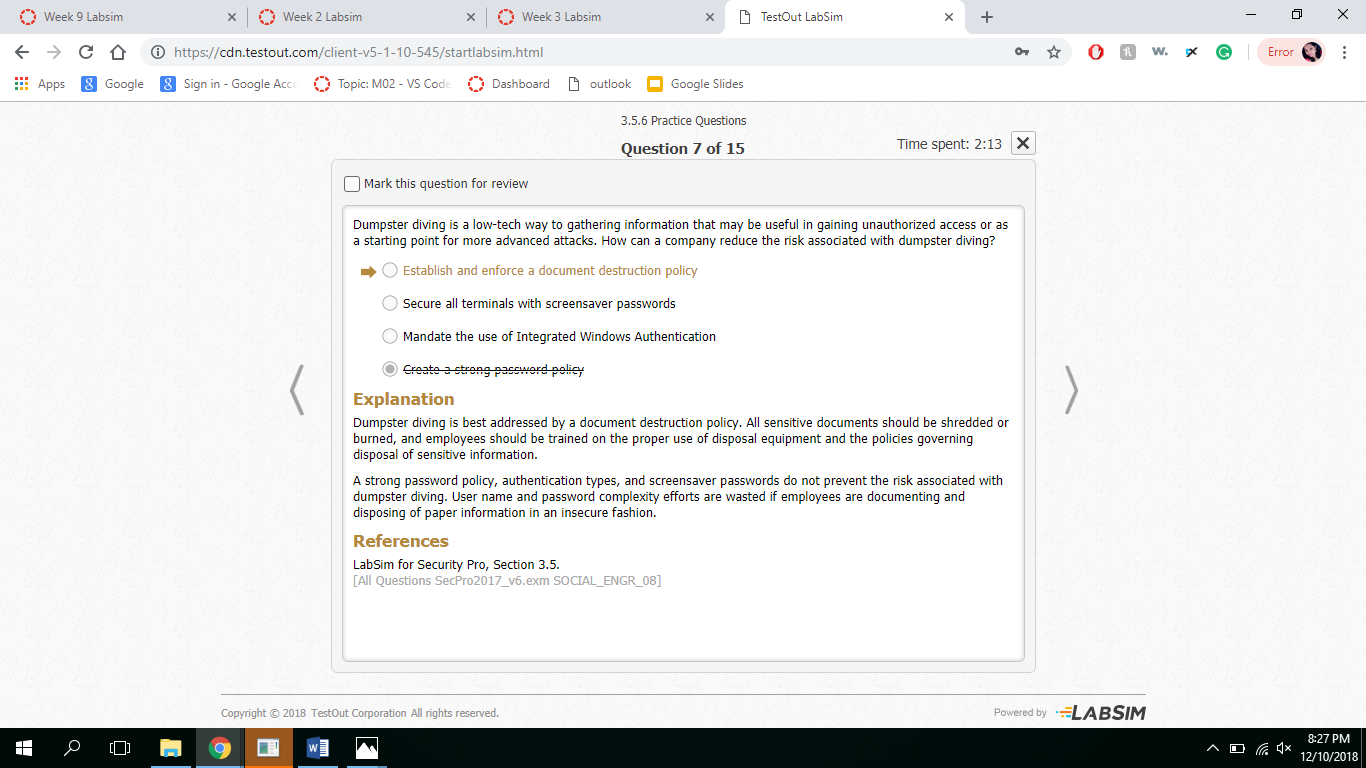 Week 9 Labsim
Week 2 Labsim
Week 3 Labsim
TestOut LabSim
https://cdn.testout.com/client-v5-1-10-545/startlabsim.html
Error
Apps
Google
Sign in - Google Acco
Topic: M02 - VS Code
Dashboard
outlook
Google Slides
3.5.6 Practice Questions
Question 7 of 15
Time spent: 2:13
Mark this question for review
Dumpster diving is a low-tech way to gathering information that may be useful in gaining unauthorized access or as
a starting point for more advanced attacks. How can a company reduce the risk associated with dumpster diving?
Establish and enforce a document destruction policy
Secure all terminals with screensaver passwords
Mandate the use of Integrated Windows Authentication
Create a strong password policy
Explanation
Dumpster diving is best addressed by a document destruction policy. All sensitive documents should be shredded or
burned, and employees should be trained on the proper use of disposal equipment and the policies governing
disposal of sensitive information.
A strong password policy, authentication types, and screensaver passwords do not prevent the risk associated with
dumpster diving. User name and password complexity efforts are wasted if employees are documenting and
disposing of paper information in an insecure fashion.
References
LabSim for Security Pro, Section 3.5.
[All Questions SecPro2017_v6.exm SOCIAL_ENGR_08]
Copyright © 2018 TestOut Corporation All rights reserved.
Powered by LABSIM
8:27 PM
12/10/2018